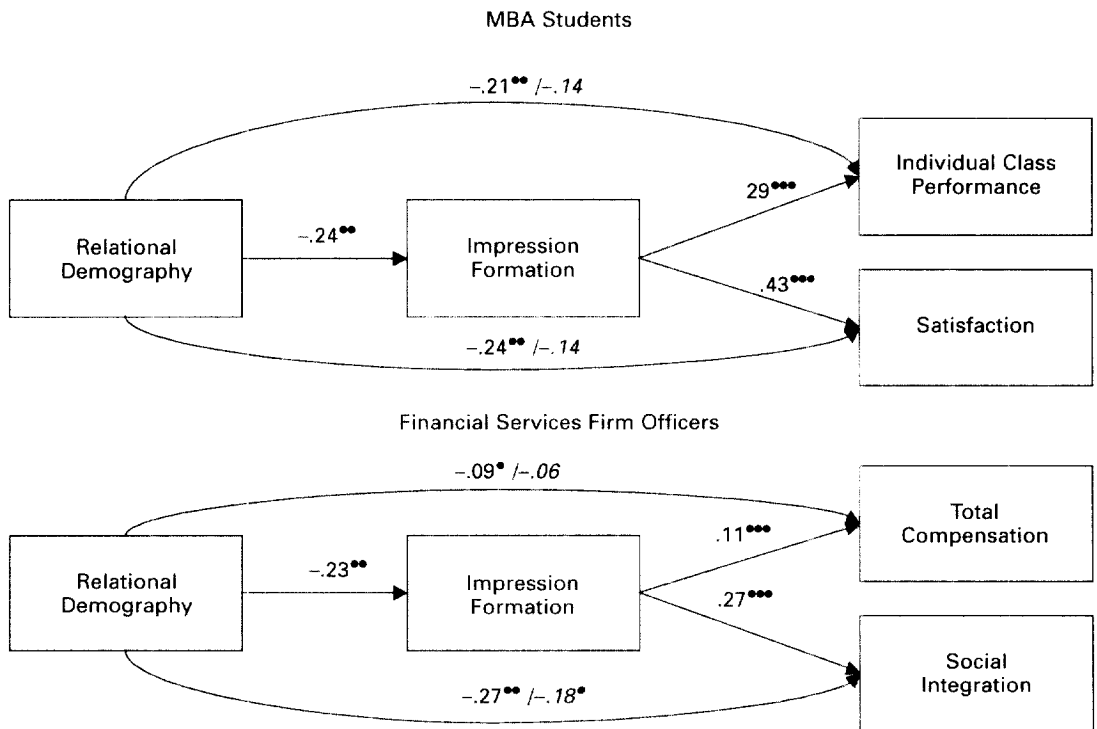 MBA Students
–.21•• /–.14
Individual Class
Performance
29•••
Relational
Demography
–.24••
Impression
Formation
.43•••
Satisfaction
–.24•• /–.14
Financial Services Firm Officers
–.09• /–.06
Total
Compensation
.11•••
Relational
Demography
–.23••
Impression
Formation
.27•••
Social
Integration
–.27•• /–.18•